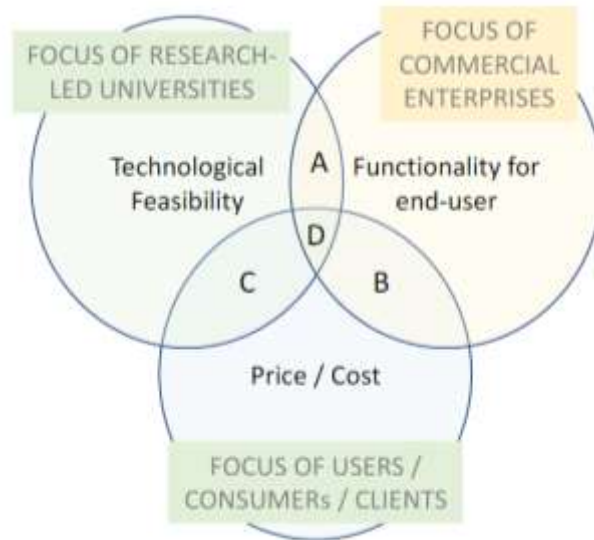 FOCUS OF RESEARCH-
LED UNIVERSITIES
FOCUS OF
COMMERCIAL
ENTERPRISES
Technological
Feasibility
A
Functionality for
end-user
D
C
B
Price / Cost
FOCUS OF USERS /
CONSUMERs / CLIENTS